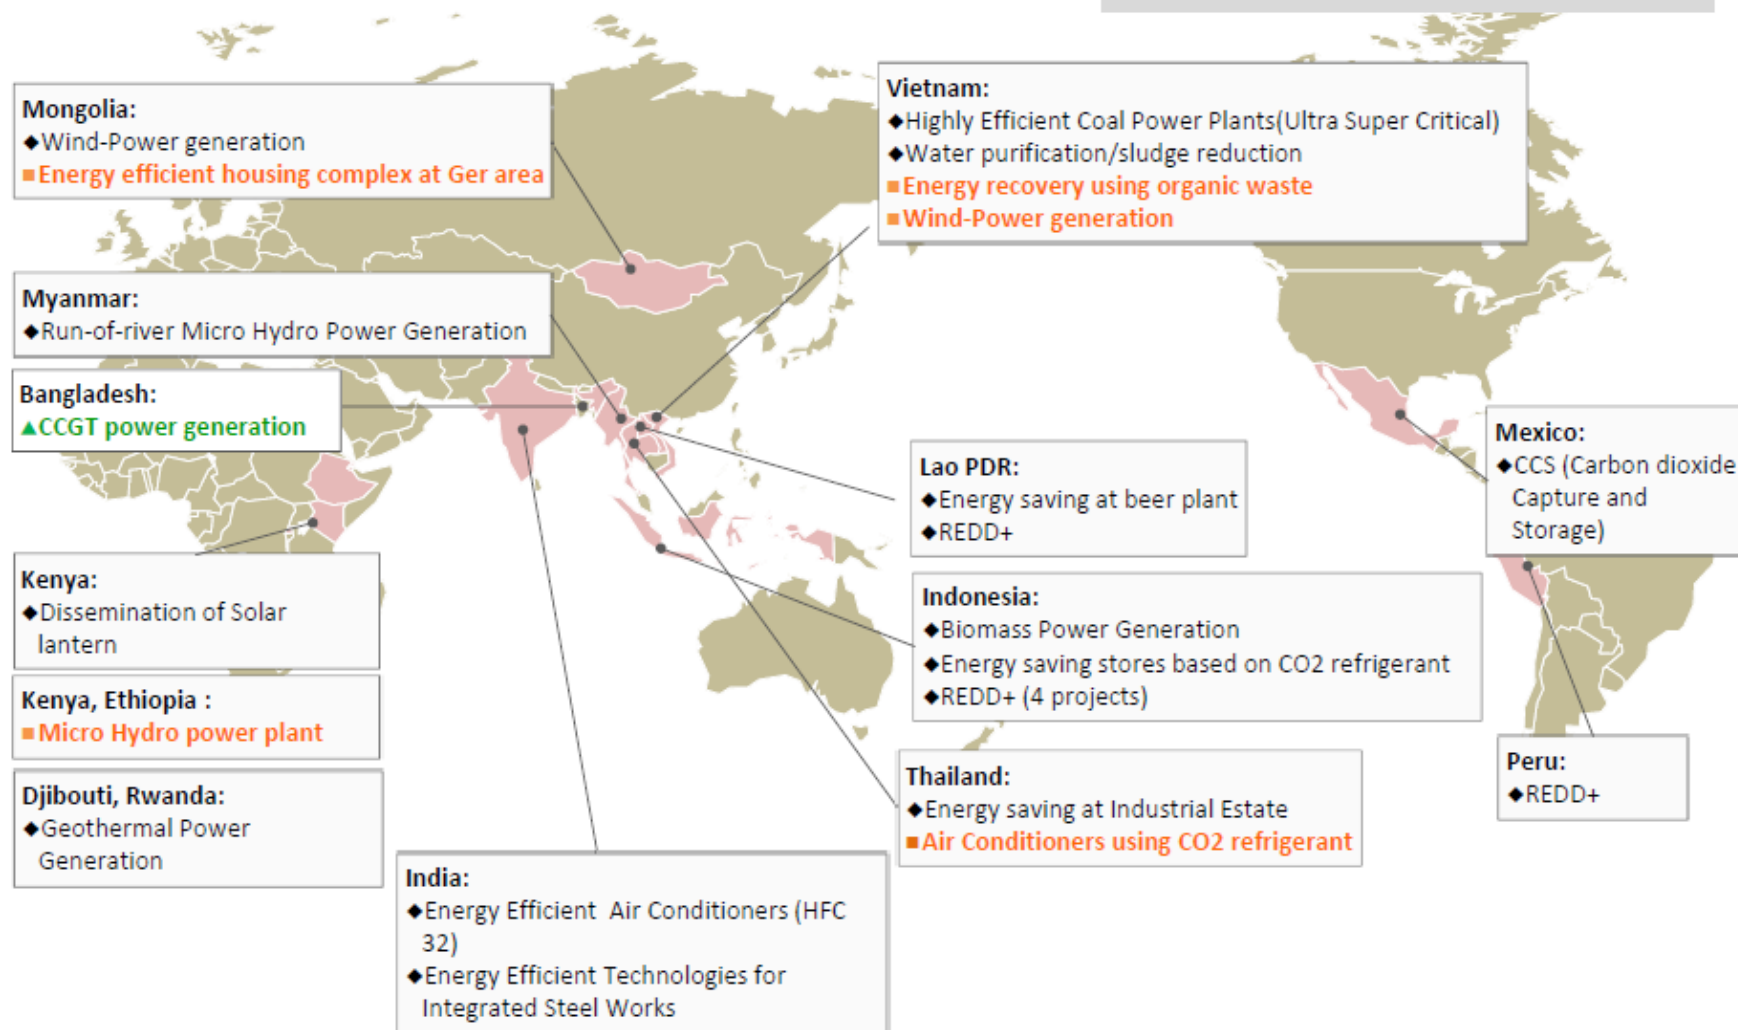 Mongolia:
◆Wind-Power generation
■Energy efficient housing complex at Ger area
Vietnam:
◆Highly Efficient Coal Power Plants(Ultra Super Critical)
◆Water purification/sludge reduction
■Energy recovery using organic waste
■Wind-Power generation
Myanmar:
◆Run-of-river Micro Hydro Power Generation
Bangladesh:
▲CCGT power generation
Mexico:
◆CCS (Carbon dioxide
Capture and
Storage)
Lao PDR:
◆Energy saving at beer plant
◆REDD+
Kenya:
◆Dissemination of Solar
lantern
Indonesia:
◆Biomass Power Generation
◆Energy saving stores based on CO2 refrigerant
◆REDD+ (4 projects)
Kenya, Ethiopia :
■Micro Hydro power plant
Thailand:
◆Energy saving at Industrial Estate
■Air Conditioners using CO2 refrigerant
Peru:
◆REDD+
Djibouti, Rwanda:
◆Geothermal Power
Generation
India:
◆Energy Efficient  Air Conditioners (HFC
32)
◆Energy Efficient Technologies for
Integrated Steel Works